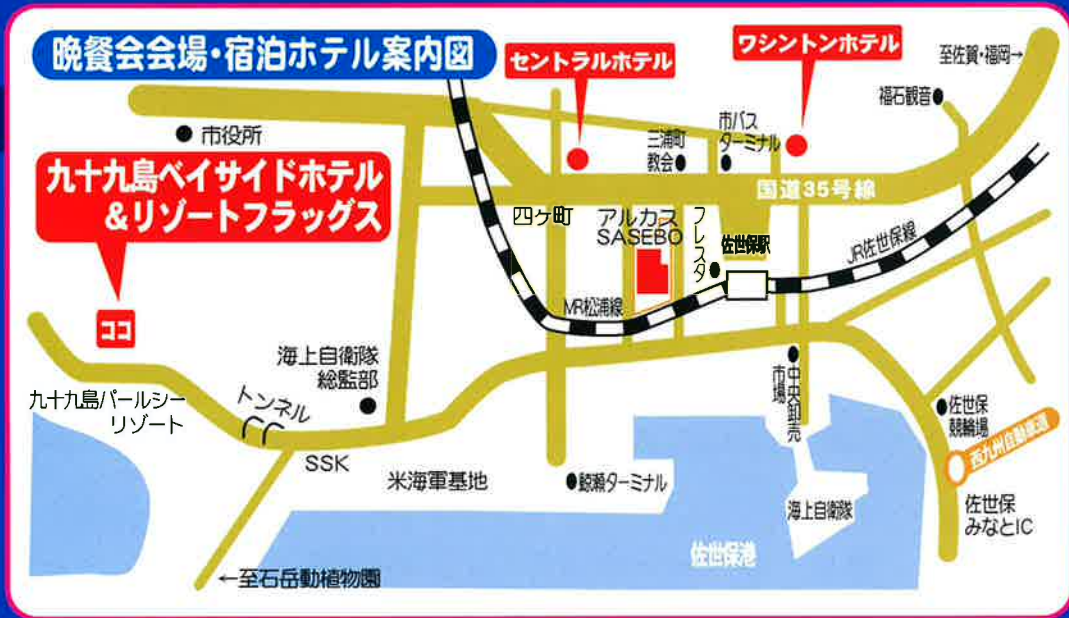 晩餐会会場・宿泊ホテル案内図
セントラルホテル
ワシントンホテル
至佐賀・福岡→
福石観音
市役所
三浦町
教会
市バス
ターミナル
九十九島ベイサイドホテル
&リゾートフラッグス
国道35号線
四ヶ町
アルカス
SASEBO
フレスタ
佐世保駅
JR佐世保線
MR松浦線
ココ
海上自衛隊
総監部
九十九島パールシー
リゾート
トンネル
中央卸売
市場
佐世保
競輪場
西九州自動車道
SSK
米海軍基地
鯨瀬ターミナル
海上自衛隊
佐世保
みなとIC
佐世保港
←至石岳動植物園